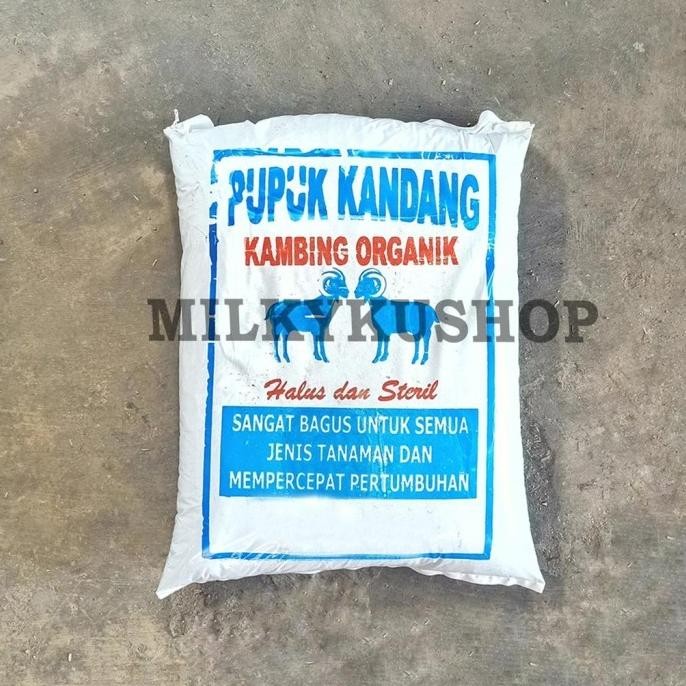 PUPUK KANDANG
KAMBING ORGANIK
MILKYKUSHOP
Halus dan Steril
SANGAT BAGUS UNTUK SEMUA
JENIS TANAMAN DAN
MEMPERCEPAT PERTUMBUHAN